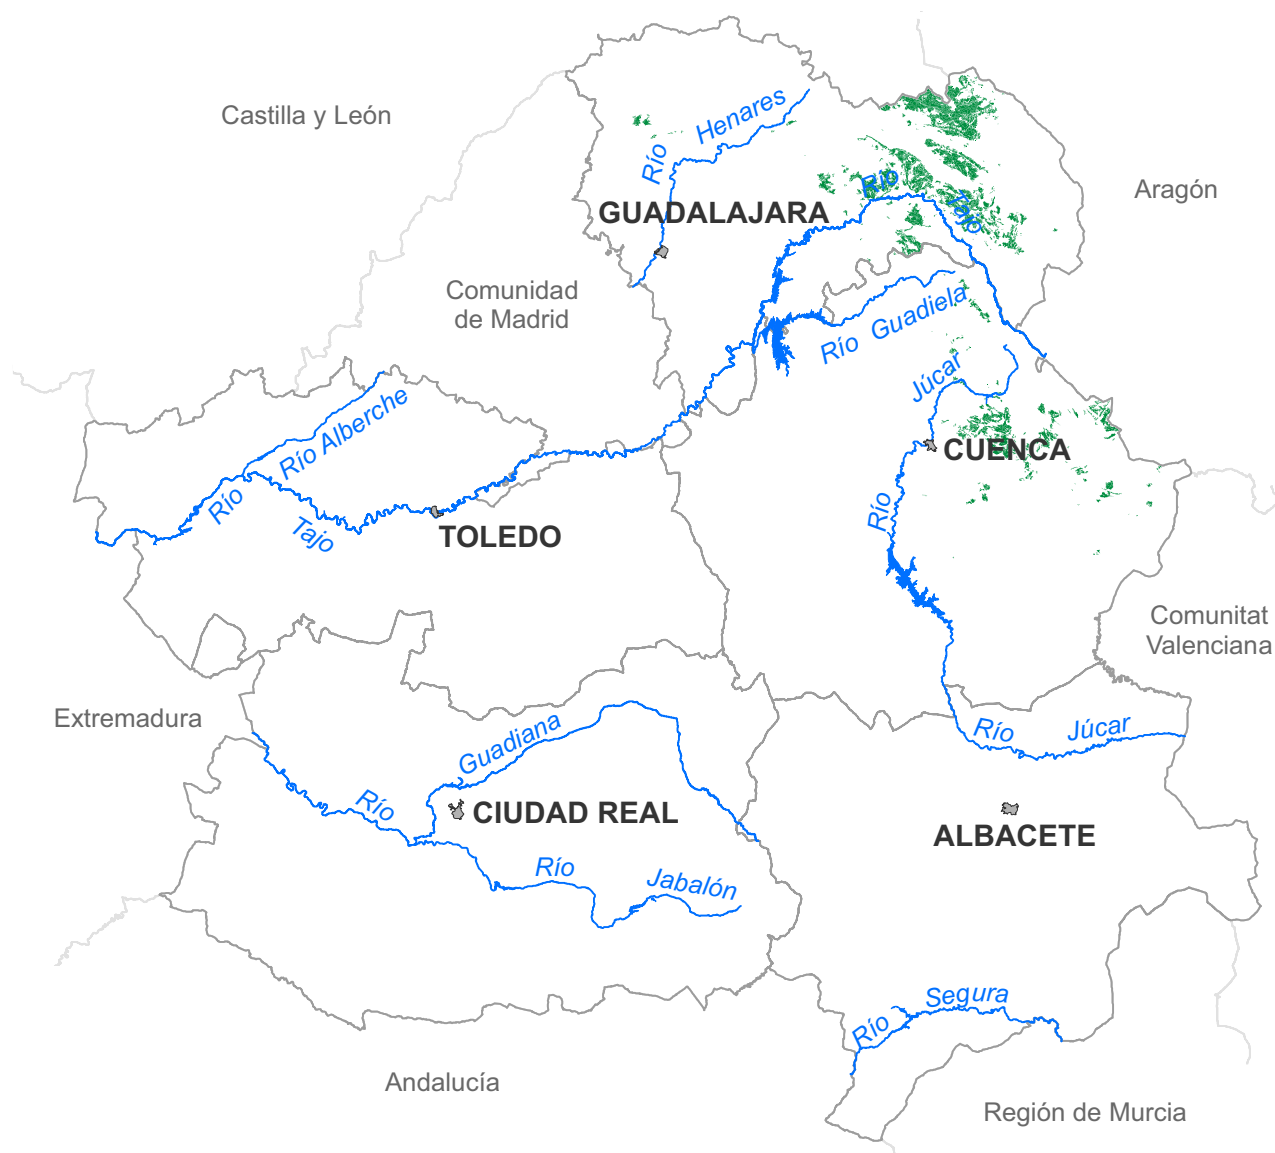 Castilla y León
Río
Henares
Aragón
GUADALAJARA
Río
Tajo
Comunidad
de Madrid
Río Guadiela
Júcar
Río Alberche
CUENCA
Río
Tajo
Río
TOLEDO
Comunitat
Valenciana
Extremadura
Guadiana
Río
Júcar
Río
CIUDAD REAL
ALBACETE
Río
Jabalón
Segura
Río
Andalucía
Región de Murcia